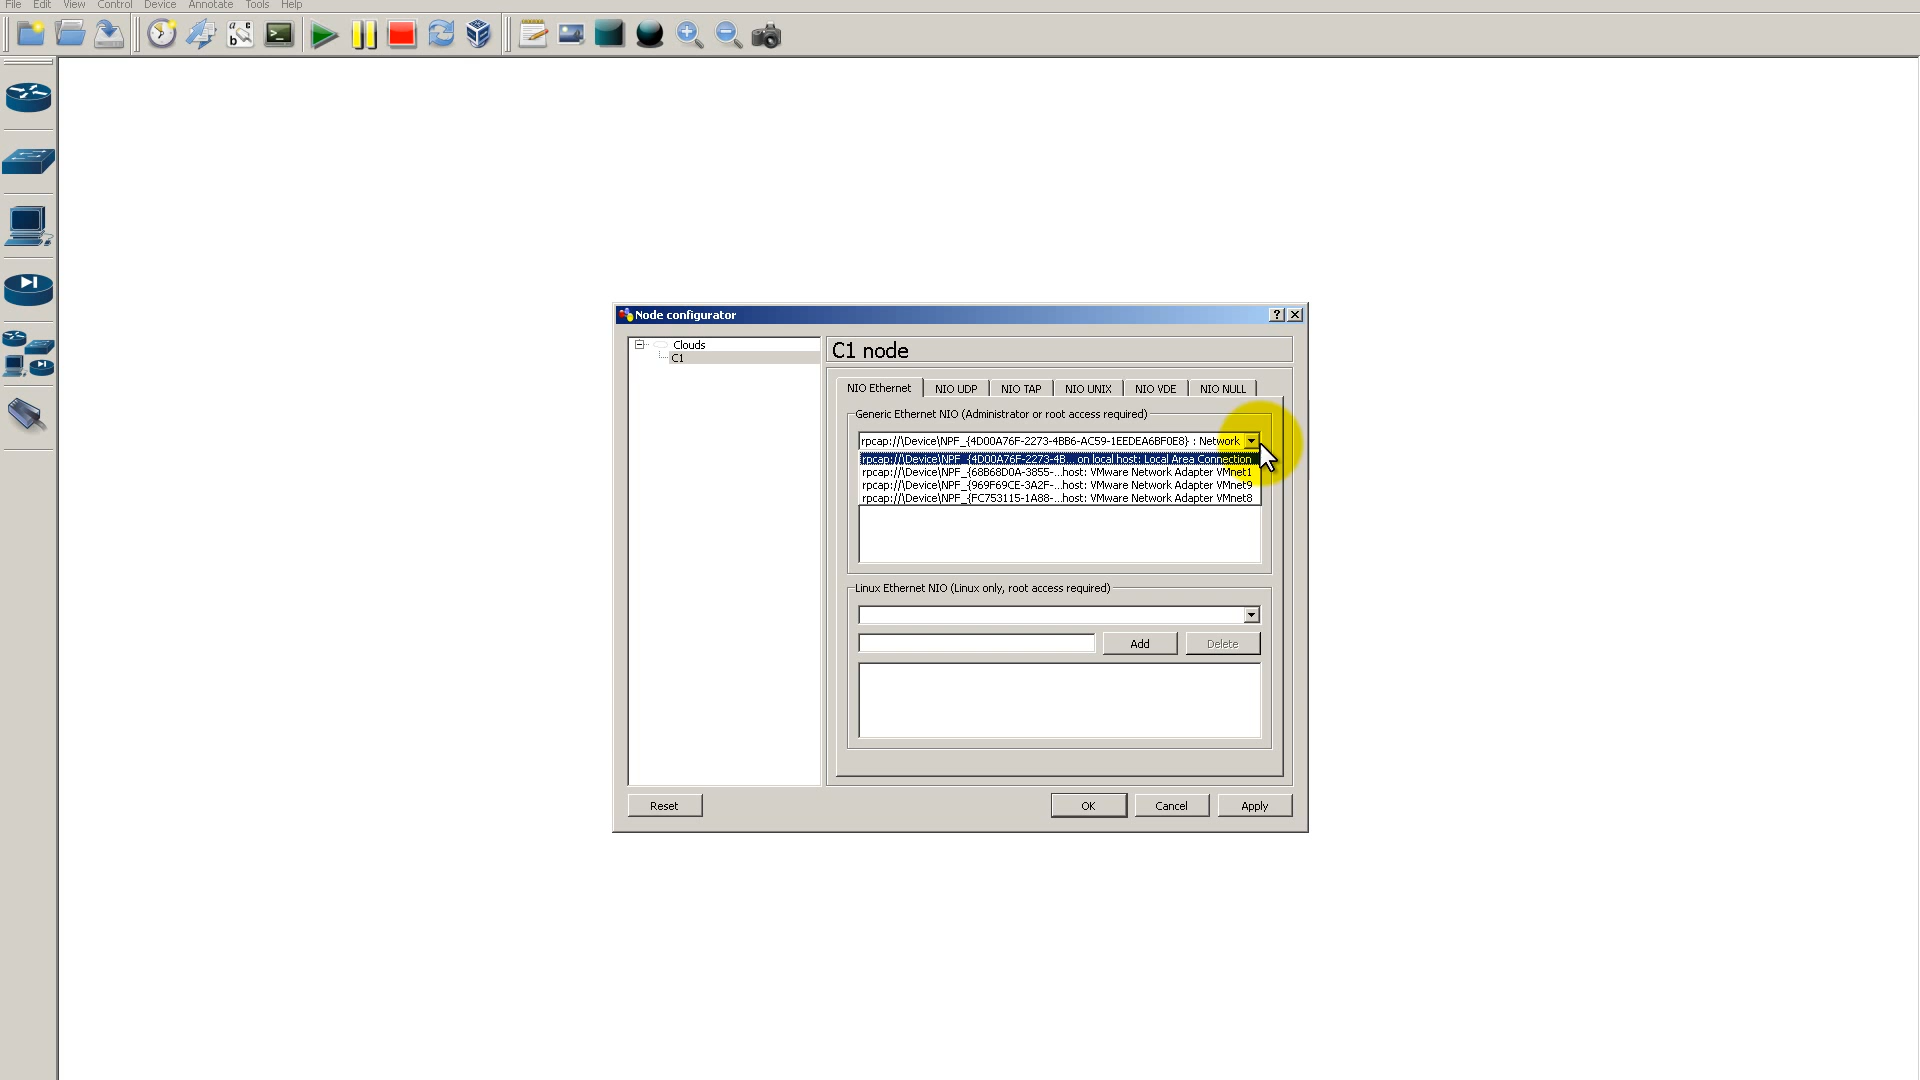 File Edit View Control Device Annotate Tools Help
Node configurator
Clouds
C1
C1 node
NIO Ethernet NIO UDP NIO TAP NIO UNIX NIO VDE NIO NULL
Generic Ethernet NIO (Administrator or root access required)
rpcap://\Device\NPF_{4D00A76F-2273-4BB6-AC59-1EEDEA6BF0E8} : Network
rpcap://\Device\NPF_{4D00A76F-2273-4B... on local host: Local Area Connection
rpcap://\Device\NPF_{68B68D0A-3855-...host: VMware Network Adapter VMnet1
rpcap://\Device\NPF_{969F69CE-3A2F-...host: VMware Network Adapter VMnet9
rpcap://\Device\NPF_{FC753115-1A88-...host: VMware Network Adapter VMnet8
Linux Ethernet NIO (Linux only, root access required)
Add Delete
Reset OK Cancel Apply